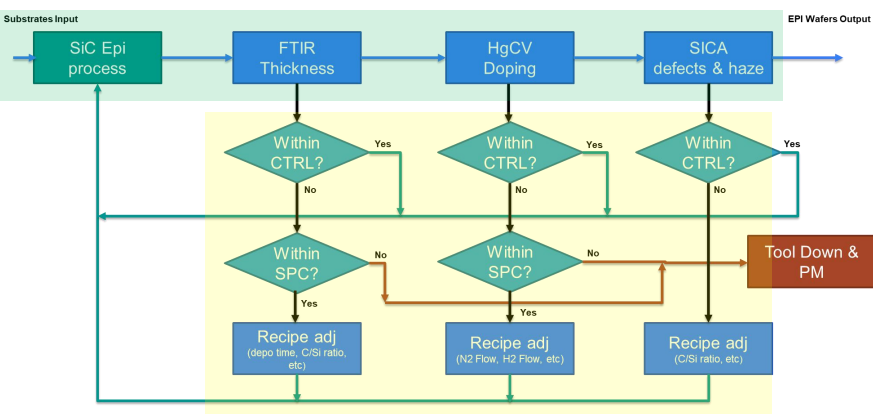 Substrates Input
EPI Wafers Output
SiC Epi
process
FTIR
Thickness
HgCV
Doping
SICA
defects & haze
Within
CTRL?
Yes
Within
CTRL?
Yes
Within
CTRL?
Yes
No
No
No
Within
SPC?
No
Within
SPC?
No
Tool Down &
PM
Yes
Yes
Recipe adj
(depo time, C/Si ratio,
etc)
Recipe adj
(N2 Flow, H2 Flow, etc)
Recipe adj
(C/Si ratio, etc)